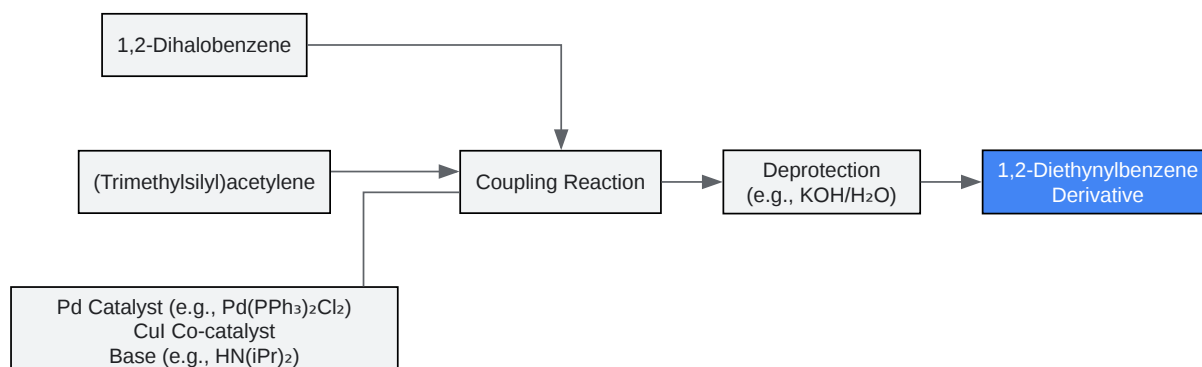 1,2-Dihalobenzene
(Trimethylsilyl)acetylene
Coupling Reaction
Deprotection
(e.g., KOH/H₂O)
1,2-Diethynylbenzene
Derivative
Pd Catalyst (e.g., Pd(PPh₃)₂Cl₂)
CuI Co-catalyst
Base (e.g., HN(iPr)₂)